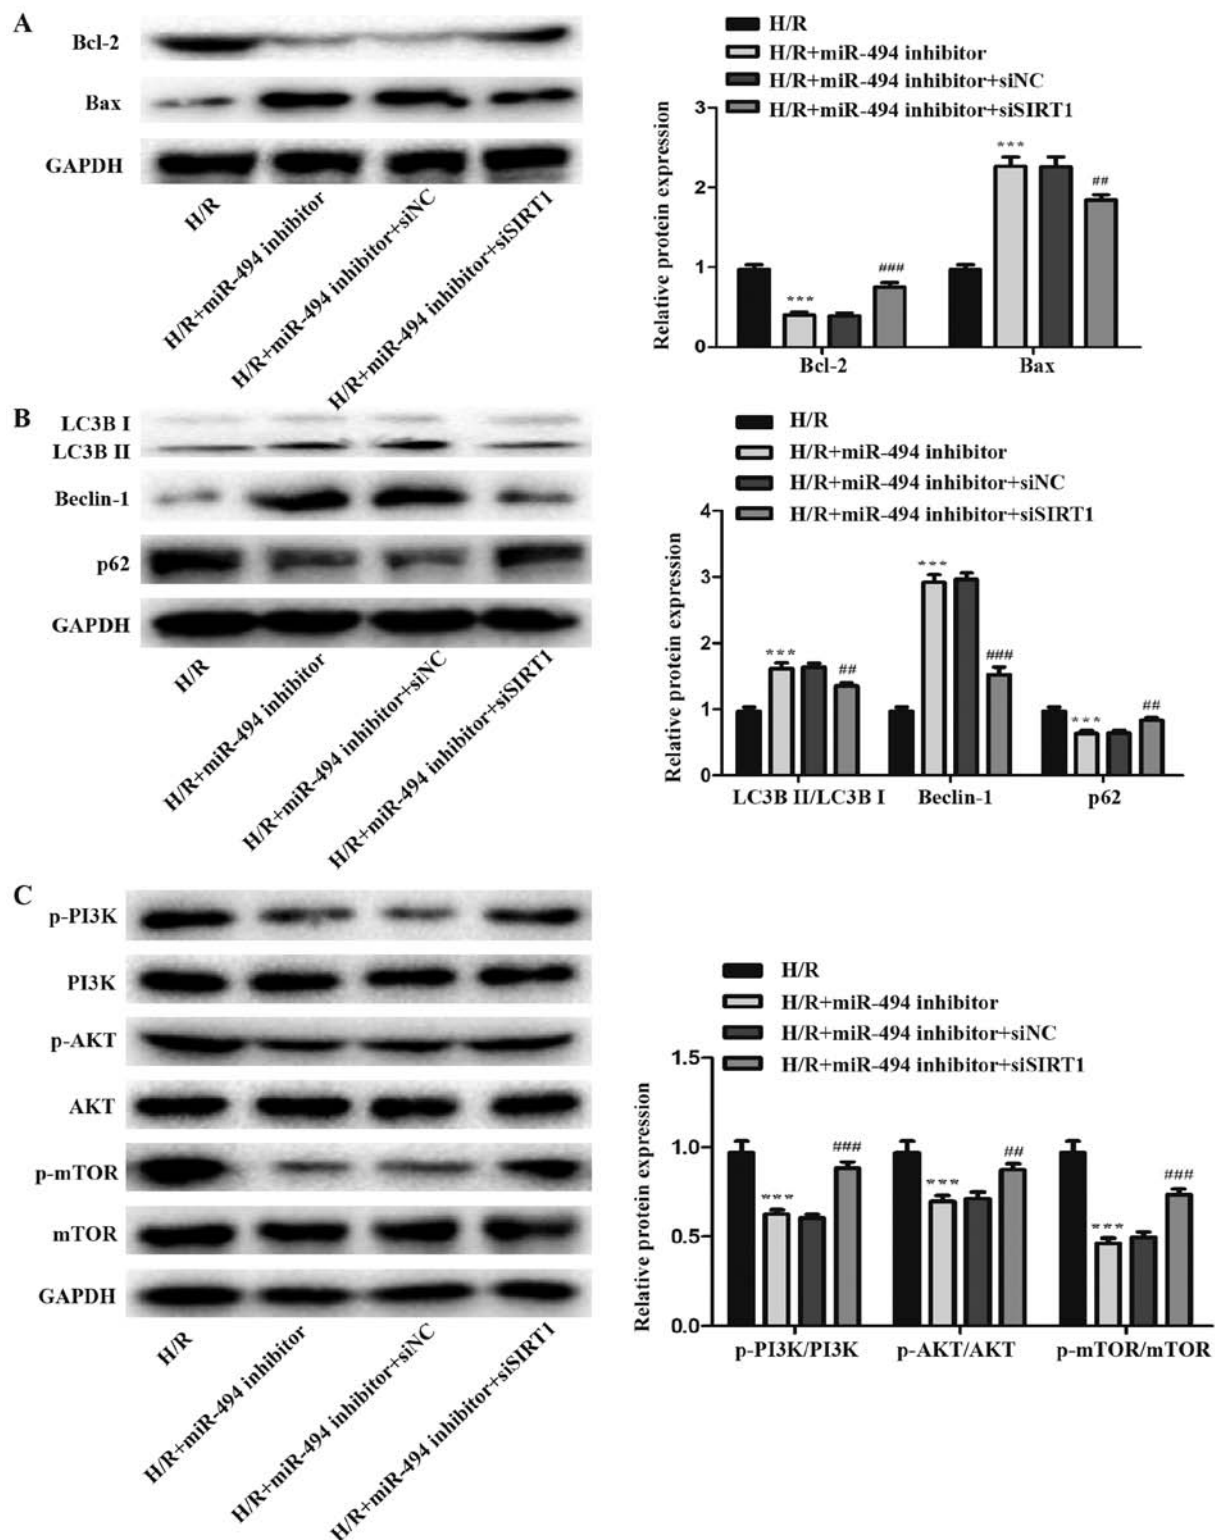 A
Bcl-2
Bax
GAPDH
H/R
H/R+miR-494 inhibitor
H/R+miR-494 inhibitor+siNC
H/R+miR-494 inhibitor+siSIRT1
H/R
H/R+miR-494 inhibitor
H/R+miR-494 inhibitor+siNC
H/R+miR-494 inhibitor+siSIRT1
Relative protein expression
3
2
1
0
***
###
***
##
Bcl-2
Bax
B
LC3B I
LC3B II
Beclin-1
p62
GAPDH
H/R
H/R+miR-494 inhibitor
H/R+miR-494 inhibitor+siNC
H/R+miR-494 inhibitor+siSIRT1
H/R
H/R+miR-494 inhibitor
H/R+miR-494 inhibitor+siNC
H/R+miR-494 inhibitor+siSIRT1
Relative protein expression
4
3
2
1
0
***
##
***
###
***
##
LC3B II/LC3B I
Beclin-1
p62
C
p-PI3K
PI3K
p-AKT
AKT
p-mTOR
mTOR
GAPDH
H/R
H/R+miR-494 inhibitor
H/R+miR-494 inhibitor+siNC
H/R+miR-494 inhibitor+siSIRT1
H/R
H/R+miR-494 inhibitor
H/R+miR-494 inhibitor+siNC
H/R+miR-494 inhibitor+siSIRT1
Relative protein expression
1.5
1.0
0.5
0.0
***
###
***
##
***
###
p-PI3K/PI3K
p-AKT/AKT
p-mTOR/mTOR